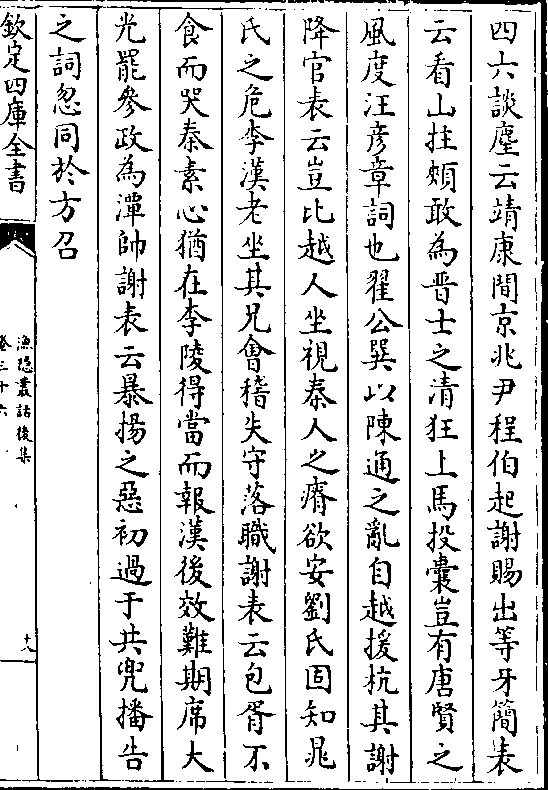 四六談麈云靖康間京兆尹程伯起謝賜出等牙簡表
云看山拄頰敢為晉士之清狂上馬投囊豈有唐賢之
風度汪彦章詞也翟公巽以陳通之亂自越援杭其謝
降官表云豈比越人坐視秦人之瘠欲安劉氏固知晁
氏之危李漢老坐其兄㑹稽失守落職謝表云包胥不
食而哭秦素心猶在李陵得當而報漢後效難期席大
光罷參政為潭帥謝表云暴揚之惡初過于共兜播告
之詞忽同於方召
欽定四庫全書
漁隱叢話後集
卷三十六
十八